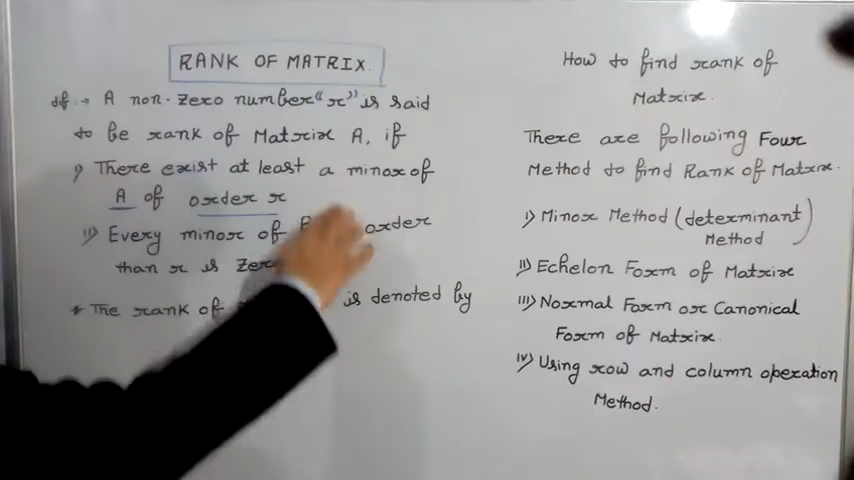 RANK OF MATRIX.
dif :→ A non-zero number "r" is said
to be rank of Matrix A, if
i) There exist at least a minor of
A of order r
ii) Every minor of order
than r is Zero
* The rank of is denoted by
How to find rank of
Matrix.
There are following Four
Method to find Rank of Matrix.
i) Minor Method (determinant
Method)
ii) Echelon Form of Matrix
iii) Normal Form or Canonical
Form of Matrix.
iv) Using row and column operation
Method.